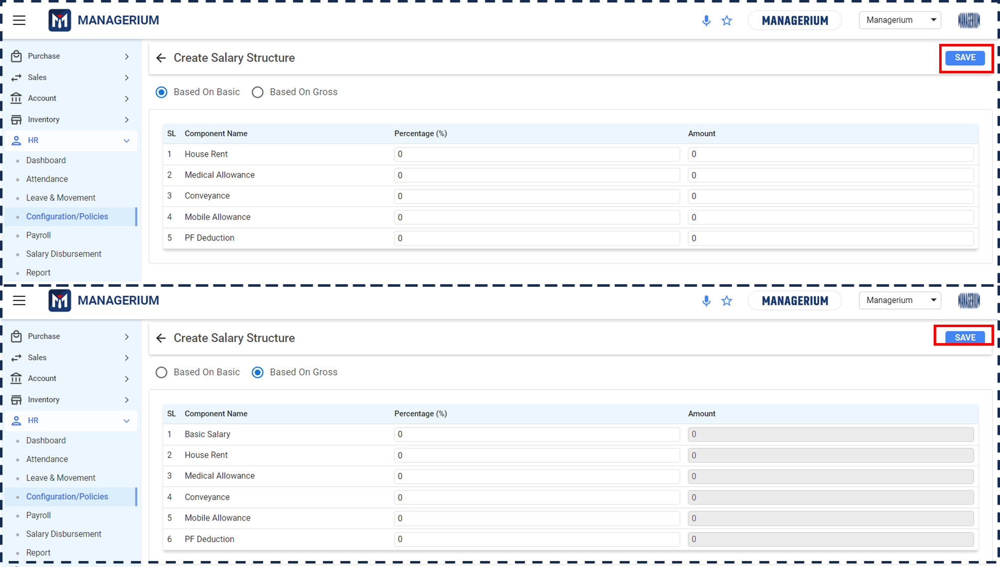 MANAGERIUM MANAGERIUM Managerium MANAGERIUM
Purchase
Create Salary Structure SAVE
Sales
Based On Basic Based On Gross
Account
Inventory
SL Component Name Percentage (%) Amount
HR
1 House Rent 0 0
Dashboard
2 Medical Allowance 0 0
Attendance
3 Conveyance 0 0
Leave & Movement
4 Mobile Allowance 0 0
Configuration/Policies
5 PF Deduction 0 0
Payroll
Salary Disbursement
Report
MANAGERIUM MANAGERIUM Managerium MANAGERIUM
Purchase
Create Salary Structure SAVE
Sales
Based On Basic Based On Gross
Account
Inventory
SL Component Name Percentage (%) Amount
HR
1 Basic Salary 0 0
Dashboard
2 House Rent 0 0
Attendance
3 Medical Allowance 0 0
Leave & Movement
4 Conveyance 0 0
Configuration/Policies
5 Mobile Allowance 0 0
Payroll
6 PF Deduction 0 0
Salary Disbursement
Report